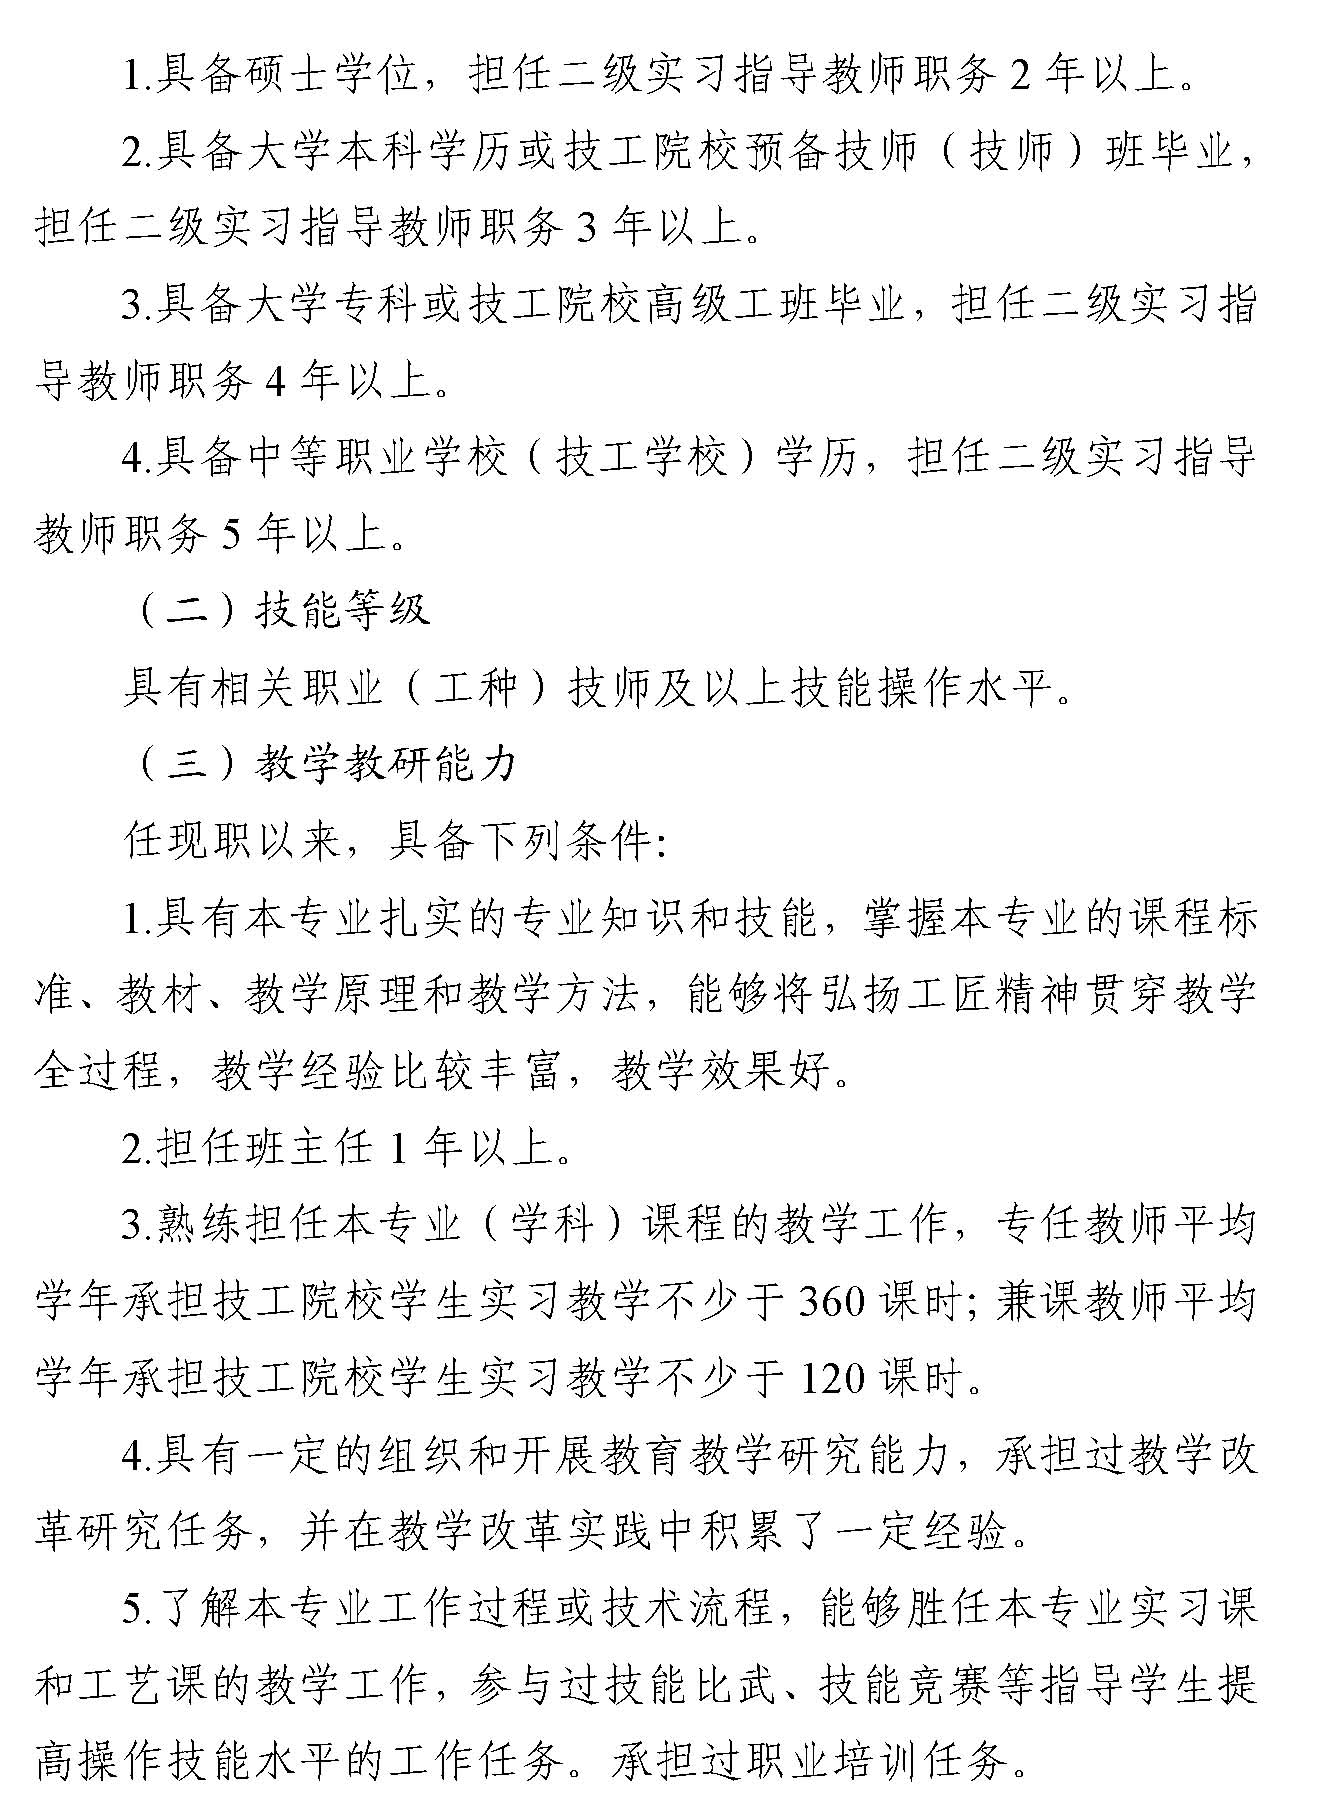 1.具备硕士学位，担任二级实习指导教师职务 2 年以上。
2.具备大学本科学历或技工院校预备技师（技师）班毕业，
担任二级实习指导教师职务 3 年以上。
3.具备大学专科或技工院校高级工班毕业，担任二级实习指
导教师职务 4 年以上。
4.具备中等职业学校（技工学校）学历，担任二级实习指导
教师职务 5 年以上。
（二）技能等级
具有相关职业（工种）技师及以上技能操作水平。
（三）教学教研能力
任现职以来，具备下列条件：
1.具有本专业扎实的专业知识和技能，掌握本专业的课程标
准、教材、教学原理和教学方法，能够将弘扬工匠精神贯穿教学
全过程，教学经验比较丰富，教学效果好。
2.担任班主任 1 年以上。
3.熟练担任本专业（学科）课程的教学工作，专任教师平均
学年承担技工院校学生实习教学不少于 360 课时；兼课教师平均
学年承担技工院校学生实习教学不少于 120 课时。
4.具有一定的组织和开展教育教学研究能力，承担过教学改
革研究任务，并在教学改革实践中积累了一定经验。
5.了解本专业工作过程或技术流程，能够胜任本专业实习课
和工艺课的教学工作，参与过技能比武、技能竞赛等指导学生提
高操作技能水平的工作任务。承担过职业培训任务。